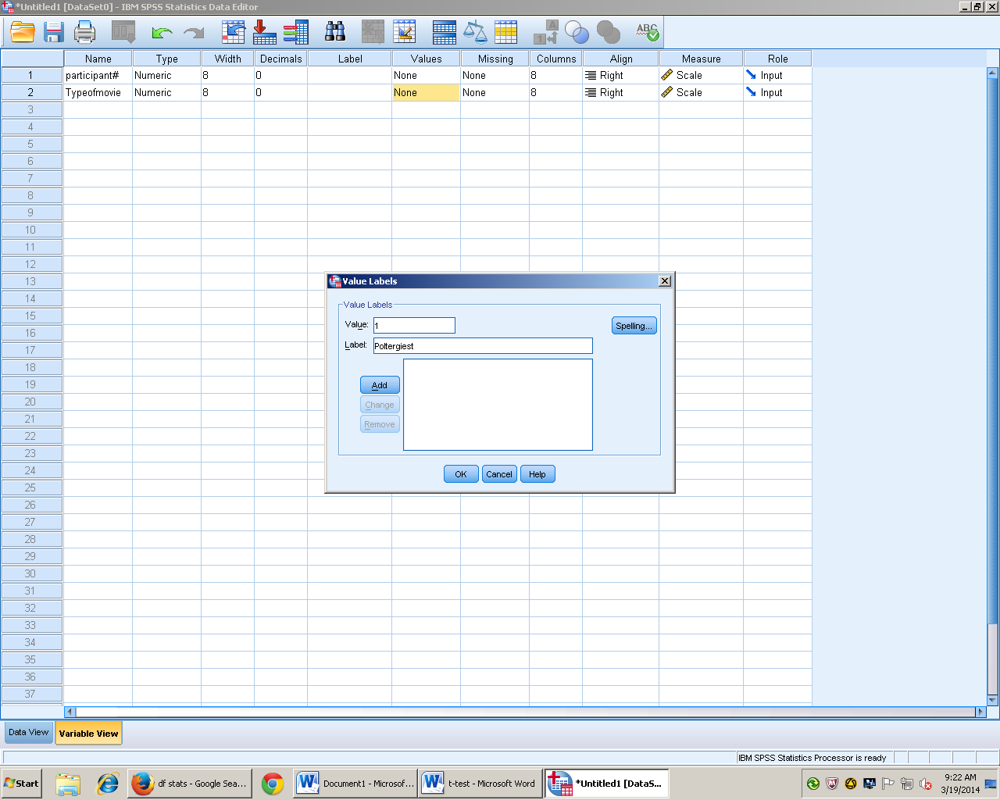 *Untitled1 [DataSet0] - IBM SPSS Statistics Data Editor
1 A
ABC
Name Type Width Decimals Label Values Missing Columns Align Measure Role
1 participant# Numeric 8 0 None None 8 Right Scale Input
2 Typeofmovie Numeric 8 0 None None 8 Right Scale Input
3
4
5
6
7
8
9
10
11
12
13
14
15
16
17
18
19
20
21
22
23
24
25
26
27
28
29
30
31
32
33
34
35
36
37
Value Labels
Value Labels
Value: 1
Spelling...
Label: Poltergiest
Add
Change
Remove
OK Cancel Help
Data View Variable View
IBM SPSS Statistics Processor is ready
Start
df stats - Google Sea...
Document1 - Microsof...
t-test - Microsoft Word
*Untitled1 [DataS...
9:22 AM
3/19/2014